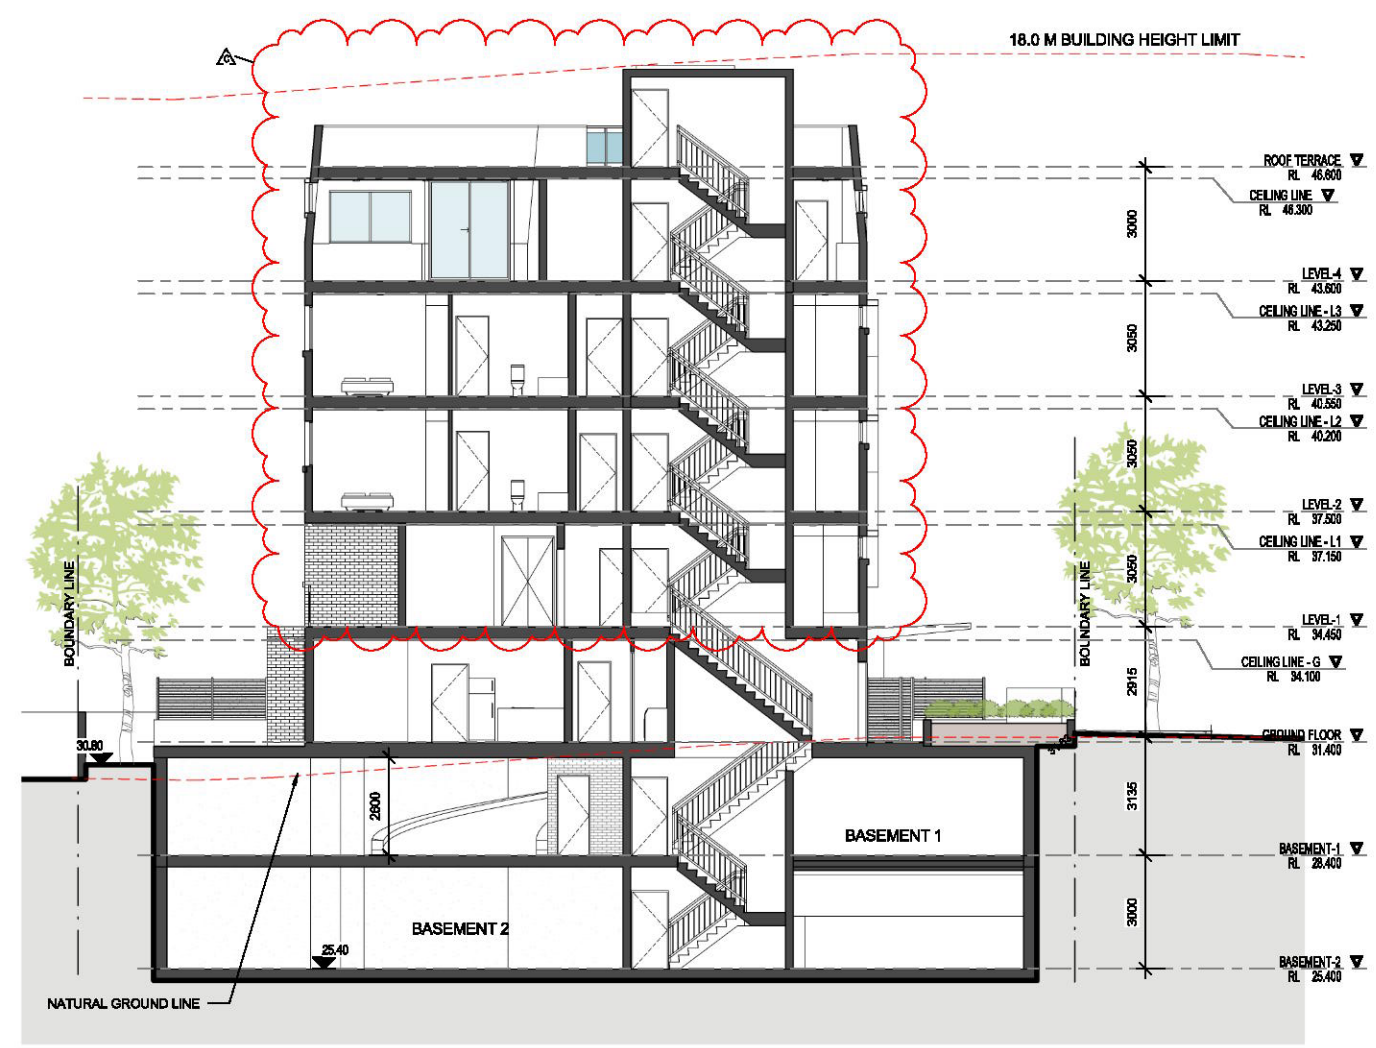 18.0 M BUILDING HEIGHT LIMIT
ROOF TERRACE
RL 46.600
CEILING LINE
RL 46.300
3000
LEVEL-4
RL 43.600
CEILING LINE - L3
RL 43.250
3050
LEVEL-3
RL 40.550
CEILING LINE - L2
RL 40.200
3050
LEVEL-2
RL 37.500
CEILING LINE - L1
RL 37.150
3050
BOUNDARY LINE
BOUNDARY LINE
LEVEL-1
RL 34.450
CEILING LINE - G
RL 34.100
2915
30.80
GROUND FLOOR
RL 31.400
2600
3135
BASEMENT 1
BASEMENT-1
RL 28.400
3000
BASEMENT 2
25.40
BASEMENT-2
RL 25.400
NATURAL GROUND LINE